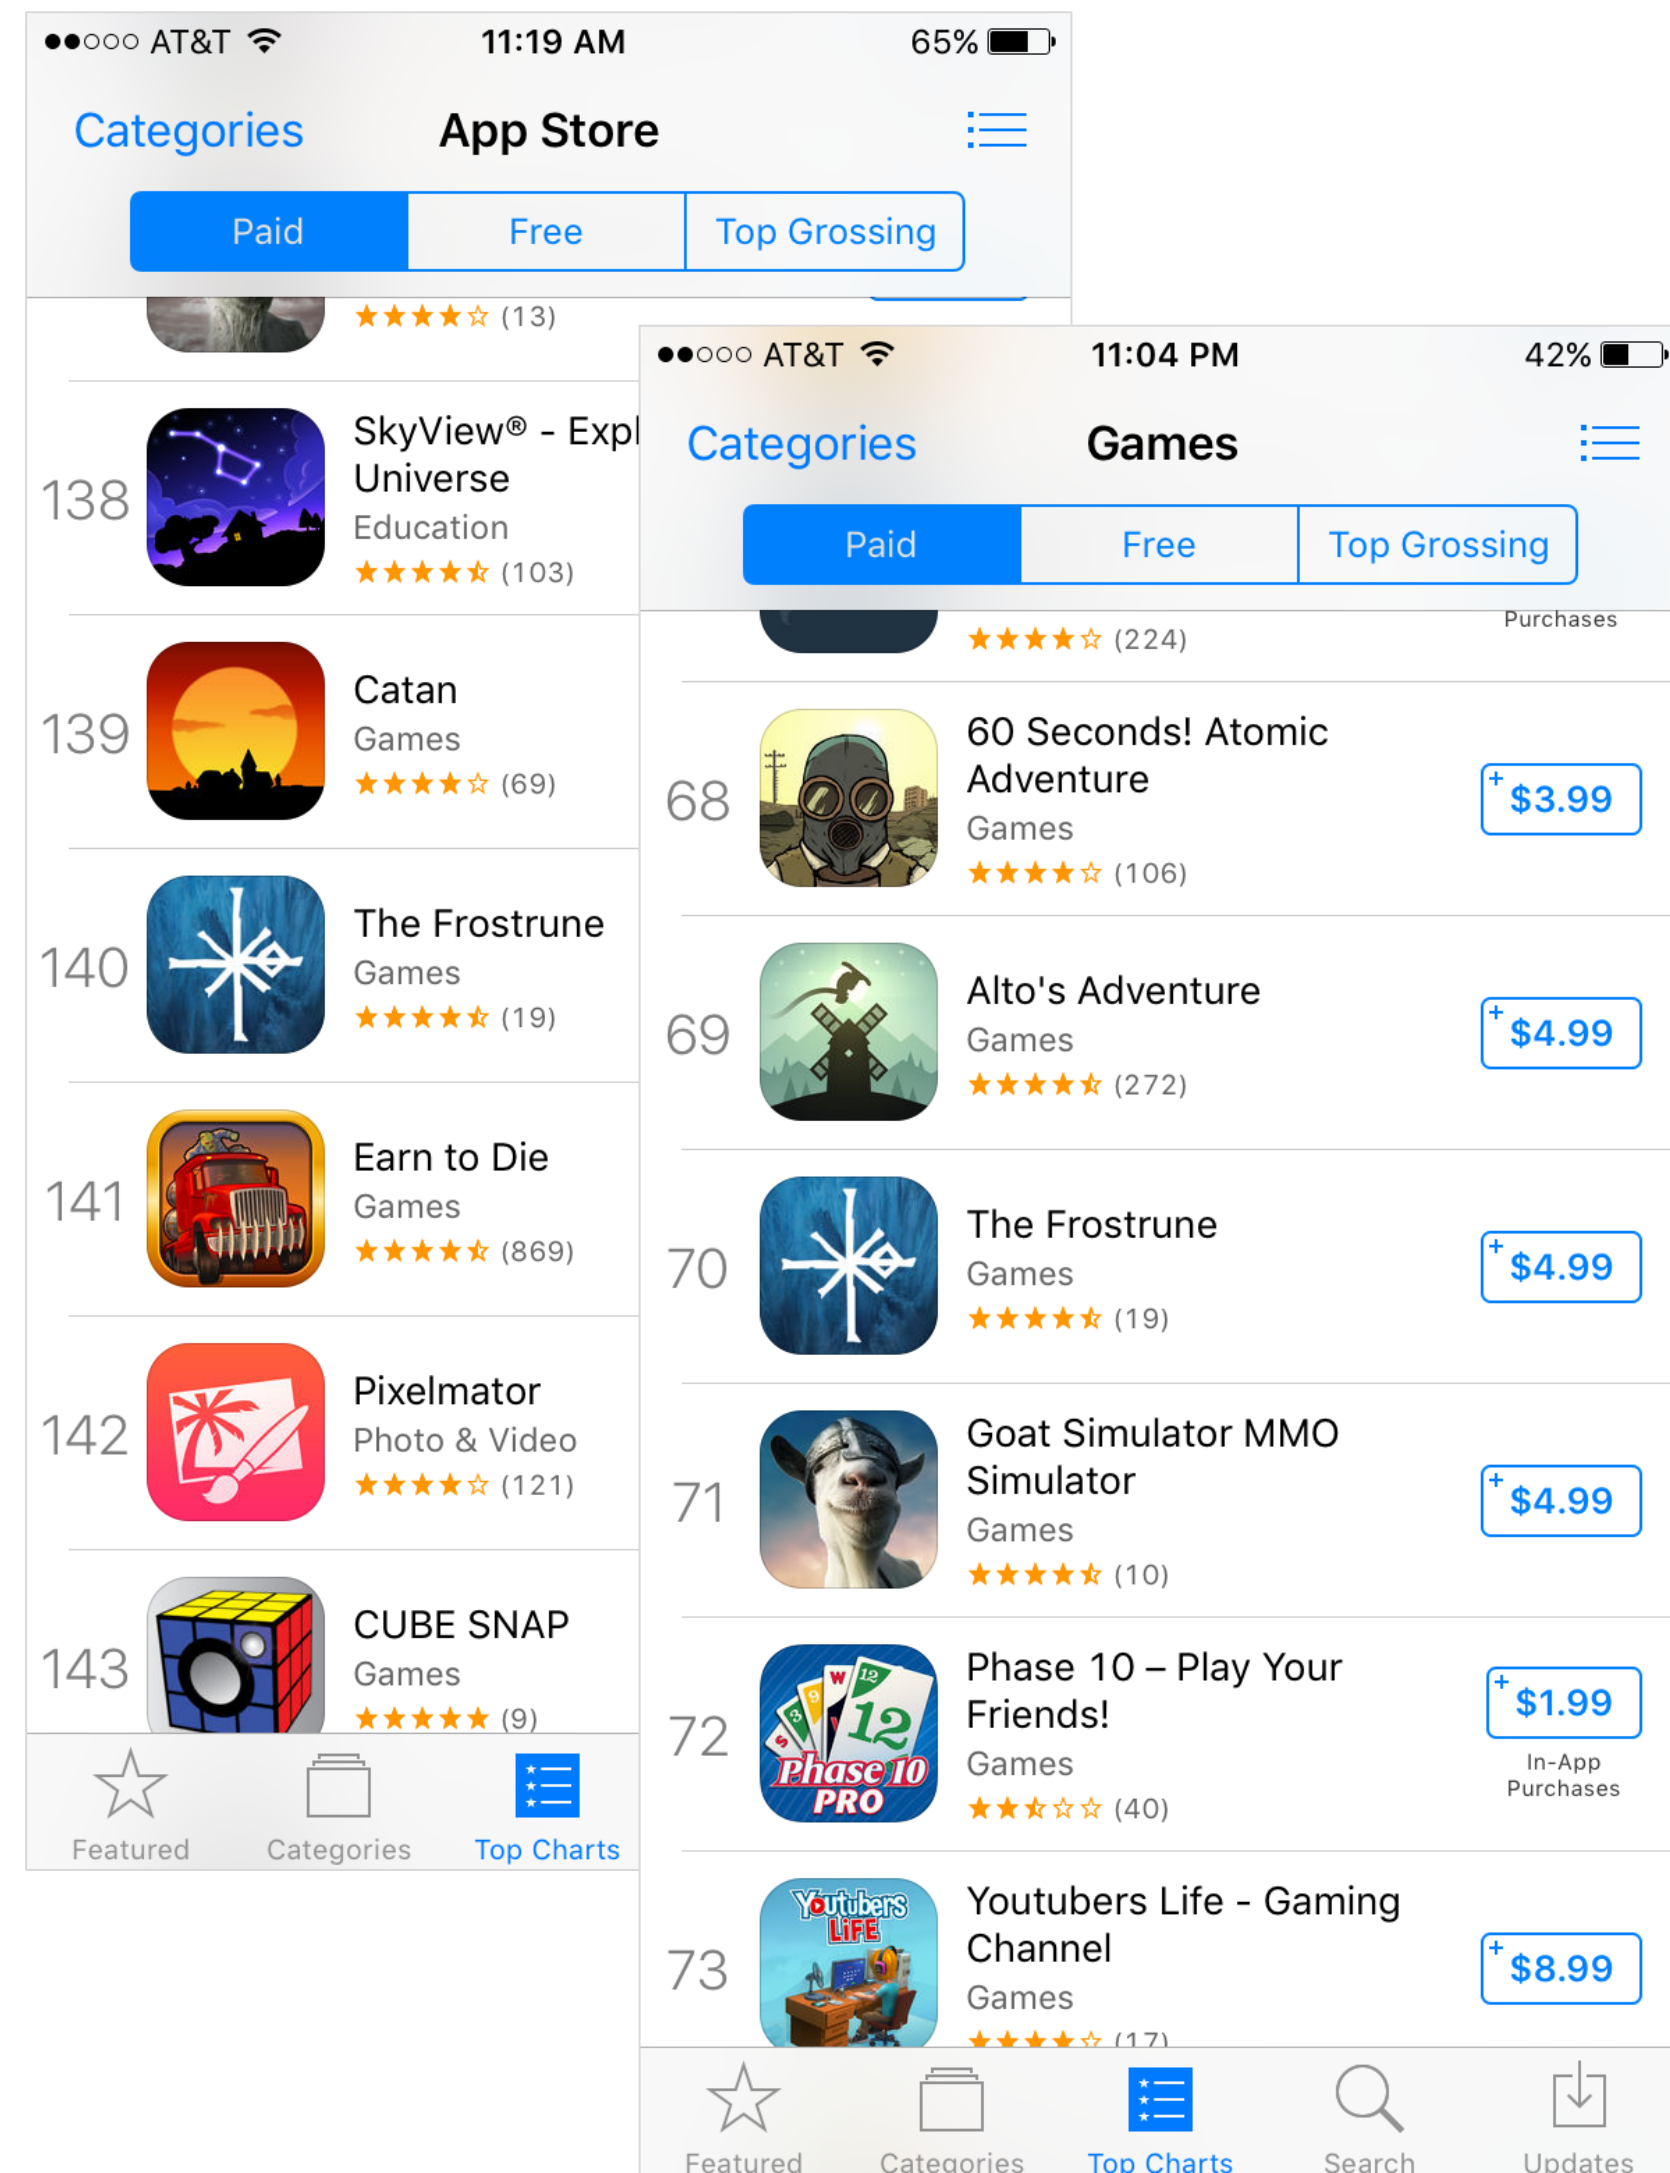 AT&T 11:19 AM 65%
Categories App Store
Paid Free Top Grossing
(13)
138
SkyView® - Expl
Universe
Education
(103)
139
Catan
Games
(69)
140
The Frostrune
Games
(19)
141
Earn to Die
Games
(869)
142
Pixelmator
Photo & Video
(121)
143
CUBE SNAP
Games
(9)
Featured Categories Top Charts
AT&T 11:04 PM 42%
Categories Games
Paid Free Top Grossing
Purchases
(224)
68
60 Seconds! Atomic
Adventure
Games
(106)
+ $3.99
69
Alto's Adventure
Games
(272)
+ $4.99
70
The Frostrune
Games
(19)
+ $4.99
71
Goat Simulator MMO
Simulator
Games
(10)
+ $4.99
72
S 3 9 W 12
12
Phase 10
PRO
Phase 10 – Play Your
Friends!
Games
(40)
+ $1.99
In-App
Purchases
73
Youtubers
LiFE
Youtubers Life - Gaming
Channel
Games
(17)
+ $8.99
Featured Categories Top Charts Search Updates